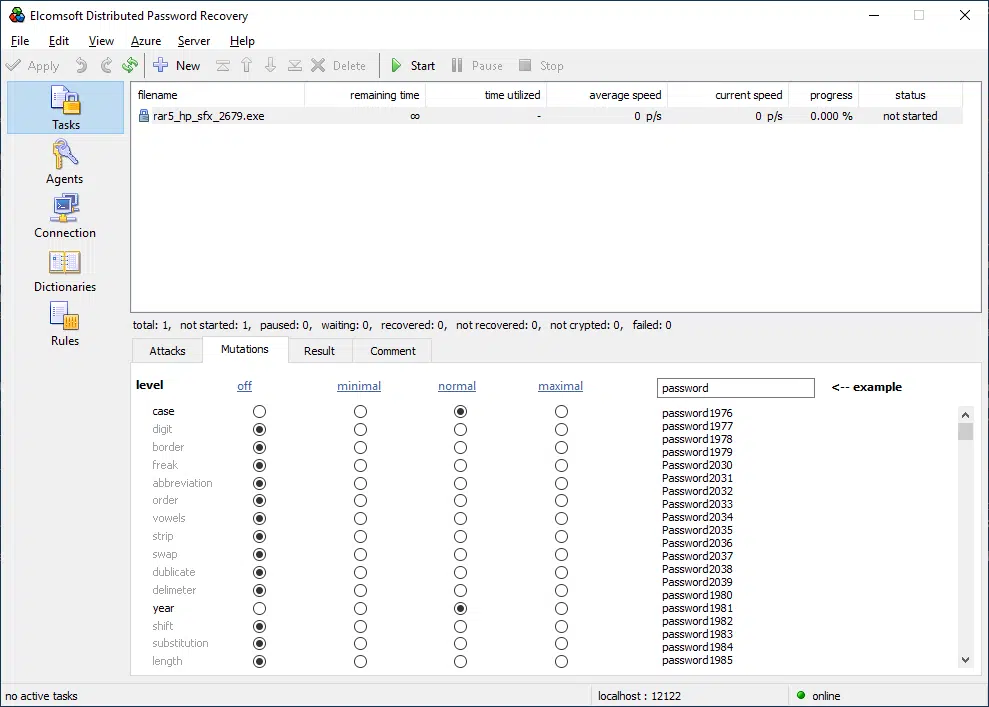 Elcomsoft Distributed Password Recovery
File Edit View Azure Server Help
Apply New Delete Start Pause Stop
Tasks
Agents
Connection
Dictionaries
Rules
filename remaining time time utilized average speed current speed progress status
rar5_hp_sfx_2679.exe ∞ - 0 p/s 0 p/s 0.000 % not started
total: 1, not started: 1, paused: 0, waiting: 0, recovered: 0, not recovered: 0, not crypted: 0, failed: 0
Attacks Mutations Result Comment
level off minimal normal maximal
case
digit
border
freak
abbreviation
order
vowels
strip
swap
dublicate
delimeter
year
shift
substitution
length
password <-- example
password1976
password1977
password1978
password1979
Password2030
Password2031
Password2032
Password2033
Password2034
Password2035
Password2036
Password2037
Password2038
Password2039
password1980
password1981
password1982
password1983
password1984
password1985
no active tasks localhost : 12122 online